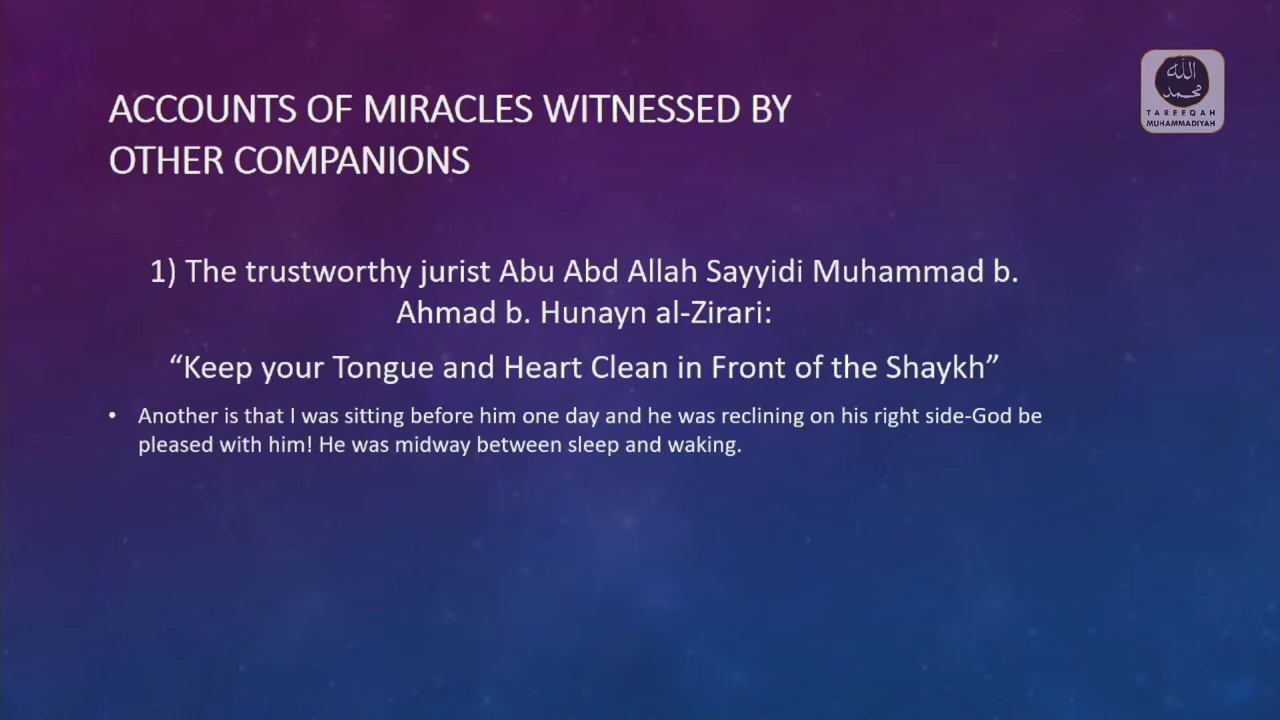 ACCOUNTS OF MIRACLES WITNESSED BY
OTHER COMPANIONS
الله
محمد
TAREEQAH
MUHAMMADIYAH
1) The trustworthy jurist Abu Abd Allah Sayyidi Muhammad b.
Ahmad b. Hunayn al-Zirari:
“Keep your Tongue and Heart Clean in Front of the Shaykh”
• Another is that I was sitting before him one day and he was reclining on his right side-God be
pleased with him! He was midway between sleep and waking.